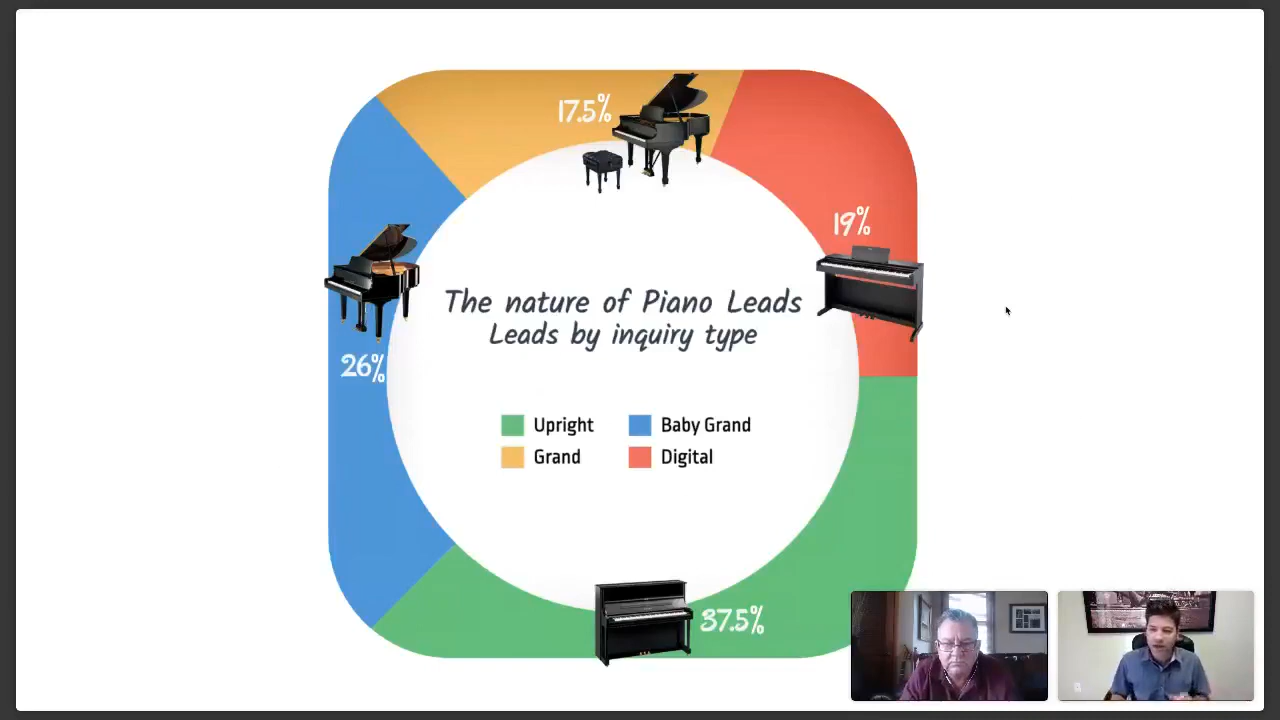 17.5%
19%
The nature of Piano Leads
Leads by inquiry type
26%
Upright
Baby Grand
Grand
Digital
37.5%